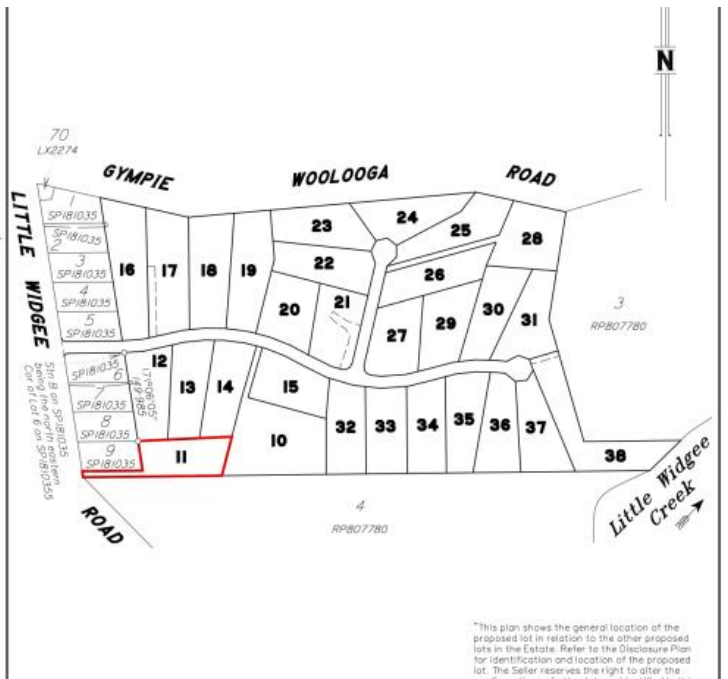 N
70
LX2274
GYMPIE
WOOLOOGA
ROAD
LITTLE WIDGEE
ROAD
1
SP181035
SP181035
2
3
SP181035
4
SP181035
5
SP181035
SP181035
6
7
SP181035
8
SP181035
9
SP181035
16
17
18
19
23
24
25
28
22
26
20
21
27
29
30
31
3
RP807780
12
13
14
15
11
10
32
33
34
35
36
37
38
Stn 9 on SP181035
being the north eastern
Cor of Lot 6 on SP1810355
4
RP807780
Little Widgee
Creek
"This plan shows the general location of the
proposed lot in relation to the other proposed
lots in the Estate. Refer to the Disclosure Plan
for identification and location of the proposed
lot. The Seller reserves the right to alter the